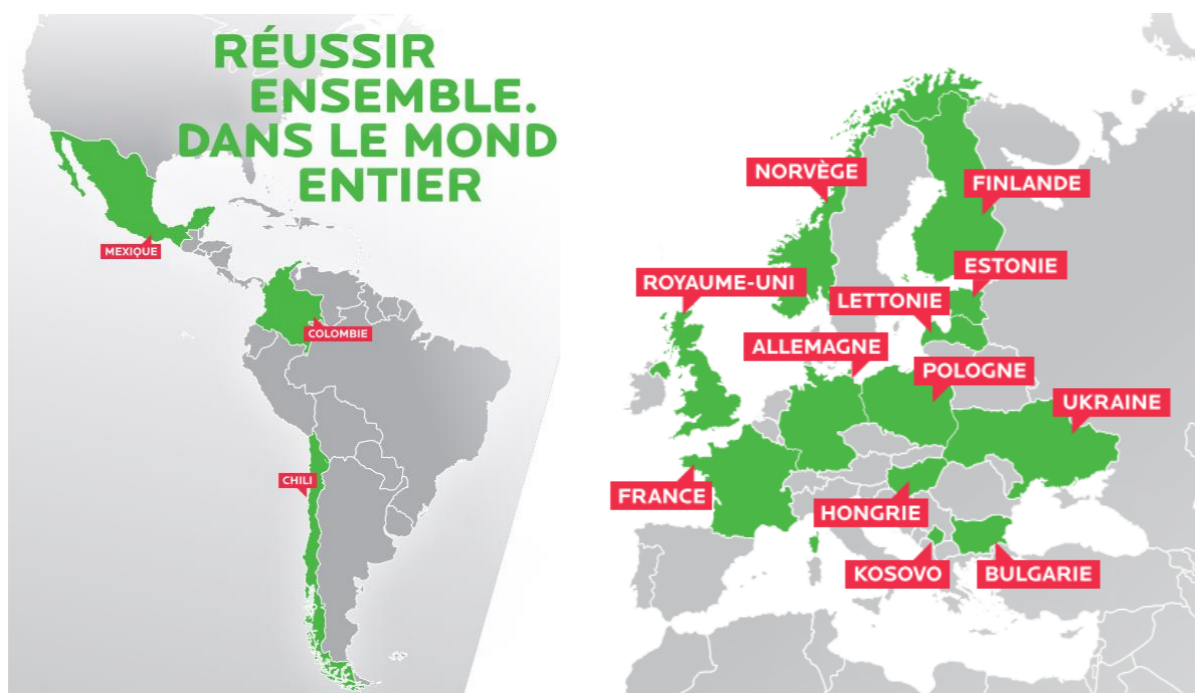 RÉUSSIR
ENSEMBLE.
DANS LE MOND
ENTIER
MEXIQUE
COLOMBIE
CHILI
NORVÈGE
FINLANDE
ESTONIE
ROYAUME-UNI
LETTONIE
ALLEMAGNE
POLOGNE
UKRAINE
FRANCE
HONGRIE
KOSOVO
BULGARIE